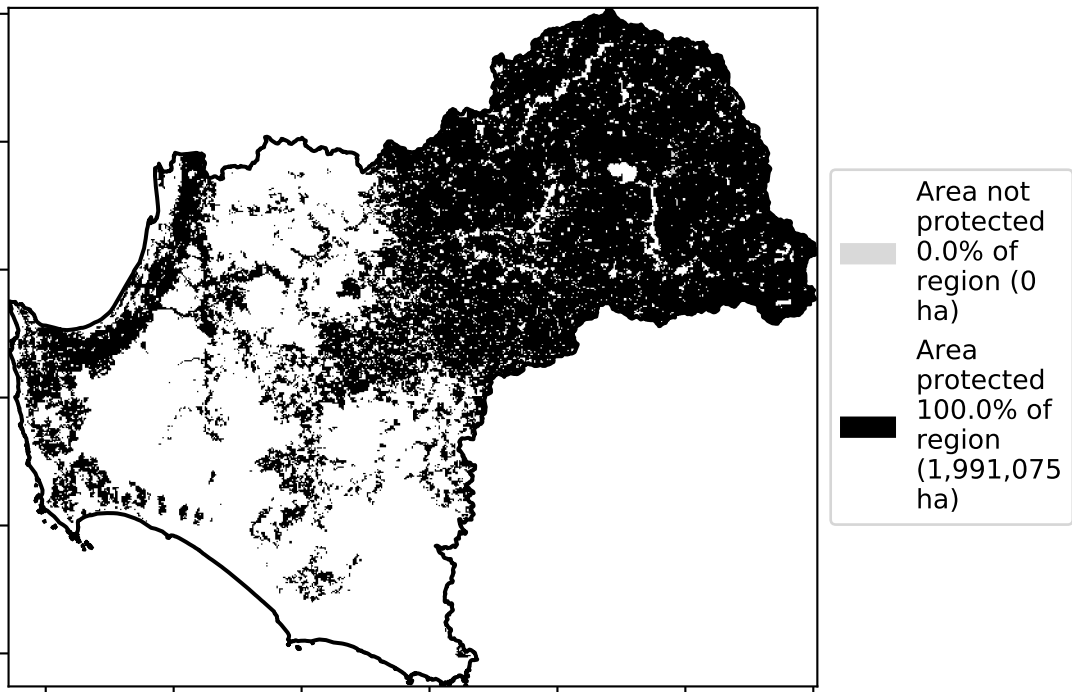 Area not
protected
0.0% of
region (0
ha)
Area
protected
100.0% of
region
(1,991,075
ha)